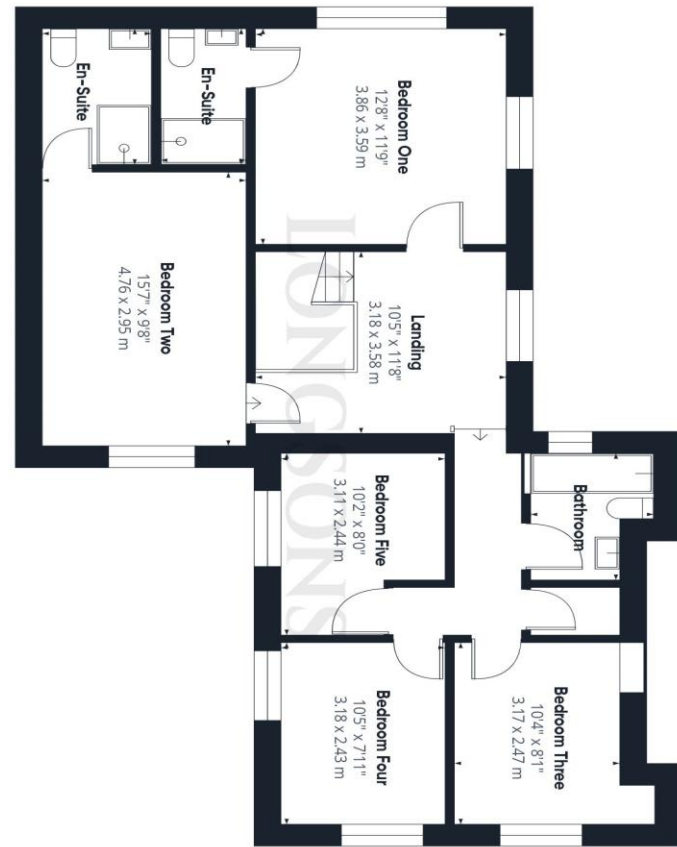 En-Suite
En-Suite
Bedroom One
12'8" x 11'9"
3.86 x 3.59 m
Bedroom Two
15'7" x 9'8"
4.76 x 2.95 m
Landing
10'5" x 11'8"
3.18 x 3.58 m
LONGSONS
Bedroom Five
10'2" x 8'0"
3.11 x 2.44 m
Bathroom
Bedroom Four
10'5" x 7'11"
3.18 x 2.43 m
Bedroom Three
10'4" x 8'1"
3.17 x 2.47 m